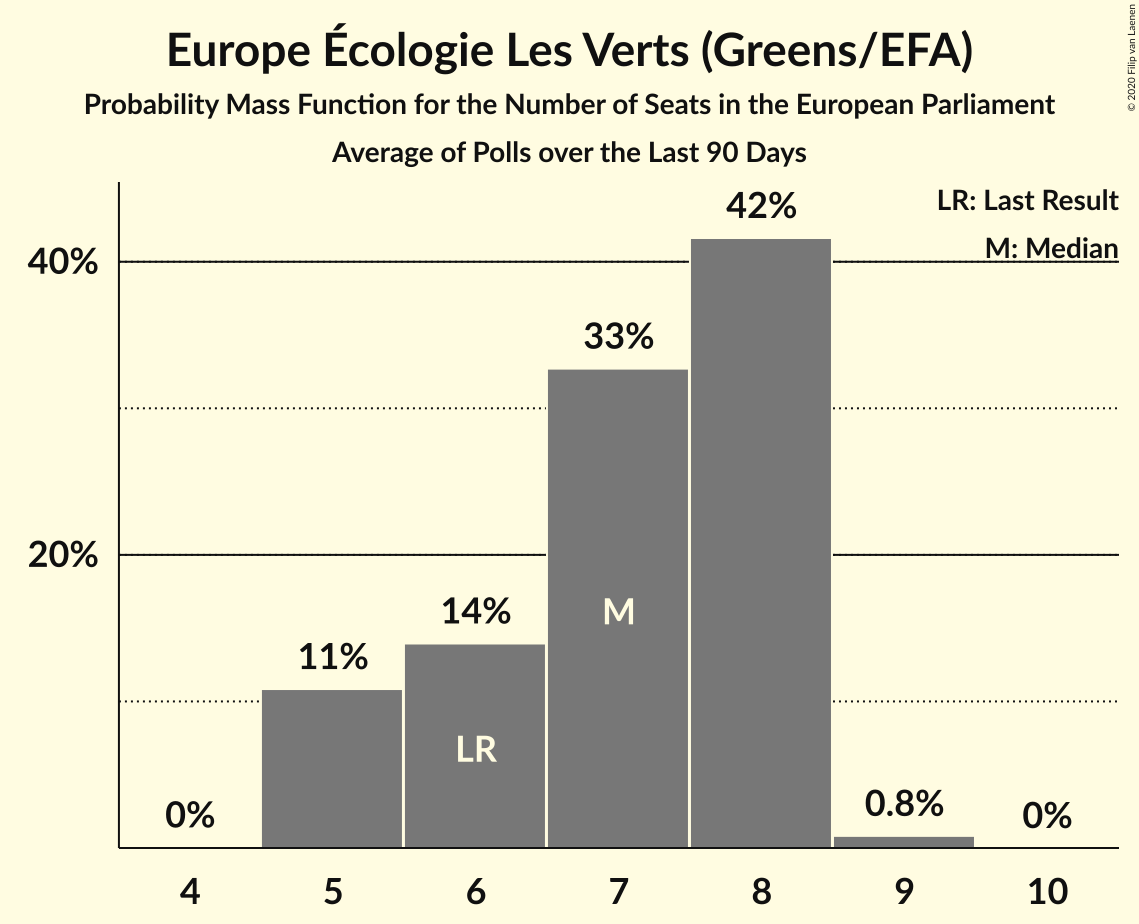 Europe Écologie Les Verts (Greens/EFA)
Probability Mass Function for the Number of Seats in the European Parliament
Average of Polls over the Last 90 Days
© 2020 Filip van Laenen
LR: Last Result
M: Median
40%
20%
0%
11%
14%
33%
42%
0.8%
0%
LR
M
4
5
6
7
8
9
10